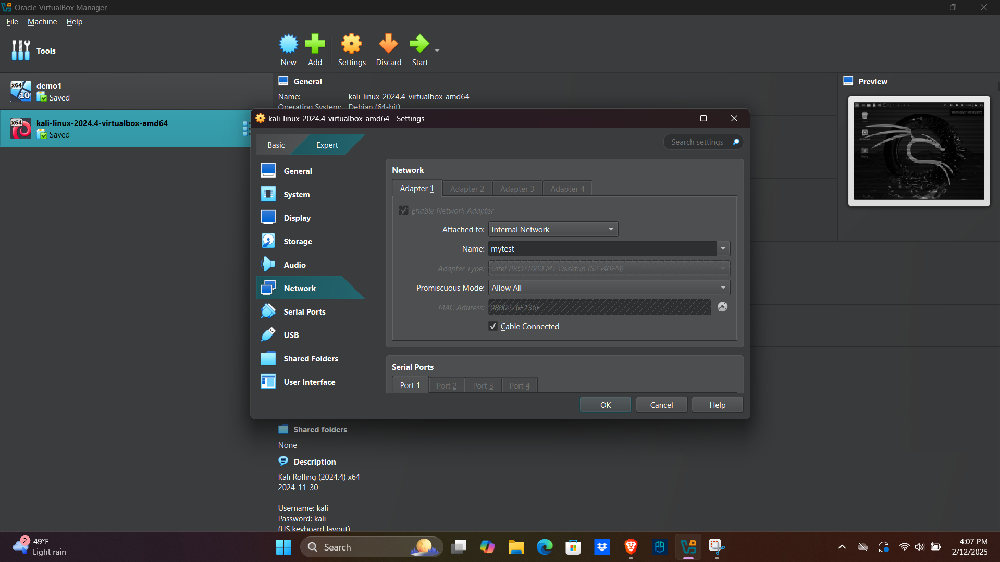 Oracle VirtualBox Manager
File Machine Help
Tools
New
Add
Settings
Discard
Start
x64
10
demo1
Saved
x64
kali-linux-2024.4-virtualbox-amd64
Saved
General
Name: kali-linux-2024.4-virtualbox-amd64
Operating System: Debian (64-bit)
Preview
kali-linux-2024.4-virtualbox-amd64 - Settings
Basic
Expert
Search settings
General
System
Display
Storage
Audio
Network
Serial Ports
USB
Shared Folders
User Interface
Network
Adapter 1
Adapter 2
Adapter 3
Adapter 4
Enable Network Adapter
Attached to: Internal Network
Name: mytest
Adapter Type: Intel PRO/1000 MT Desktop (82540EM)
Promiscuous Mode: Allow All
MAC Address: 0800276E136E
Cable Connected
Serial Ports
Port 1
Port 2
Port 3
Port 4
OK
Cancel
Help
Shared folders
None
Description
Kali Rolling (2024.4) x64
2024-11-30
- - - - - - - - - - - - - - - - - -
Username: kali
Password: kali
(US keyboard layout)
2
49°F
Light rain
Search
4:07 PM
2/12/2025